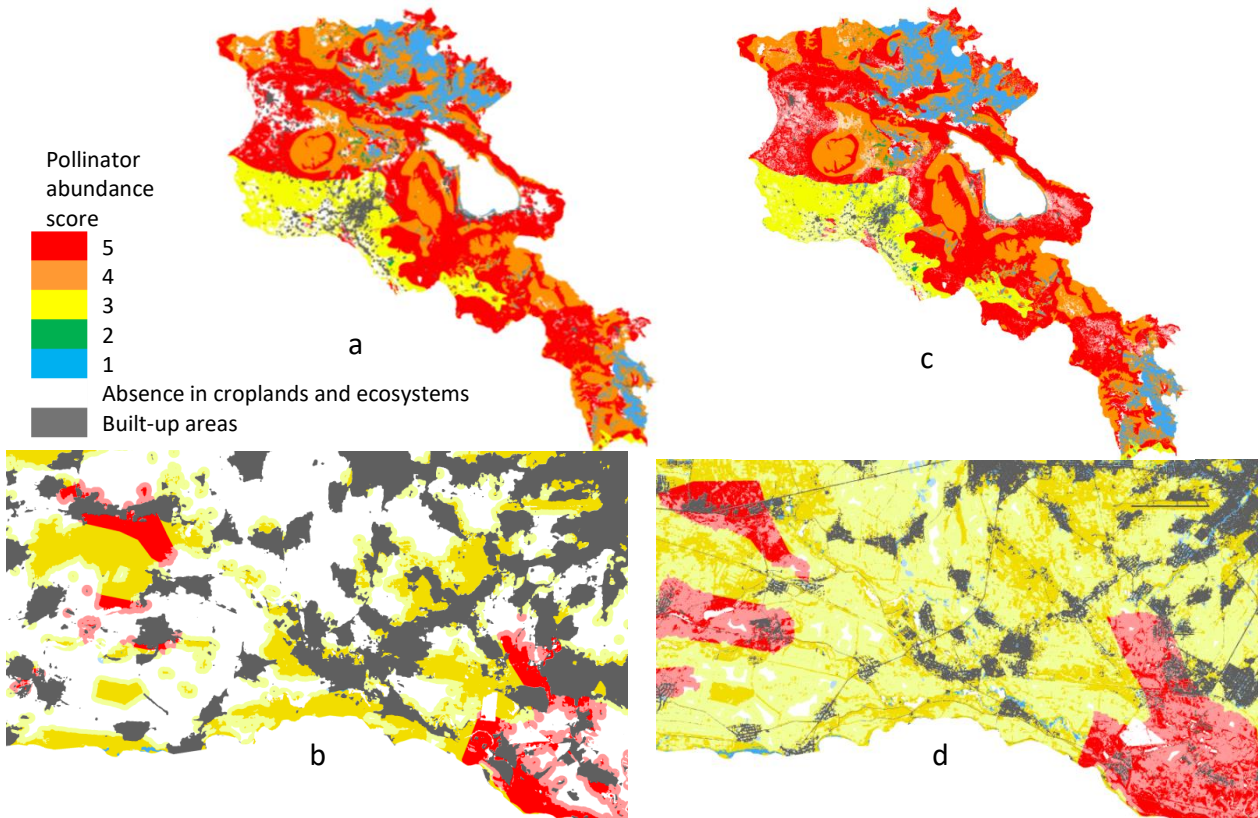 Pollinator
abundance
score
5
4
3
2
1
Absence in croplands and ecosystems
Built-up areas
a
c
b
d